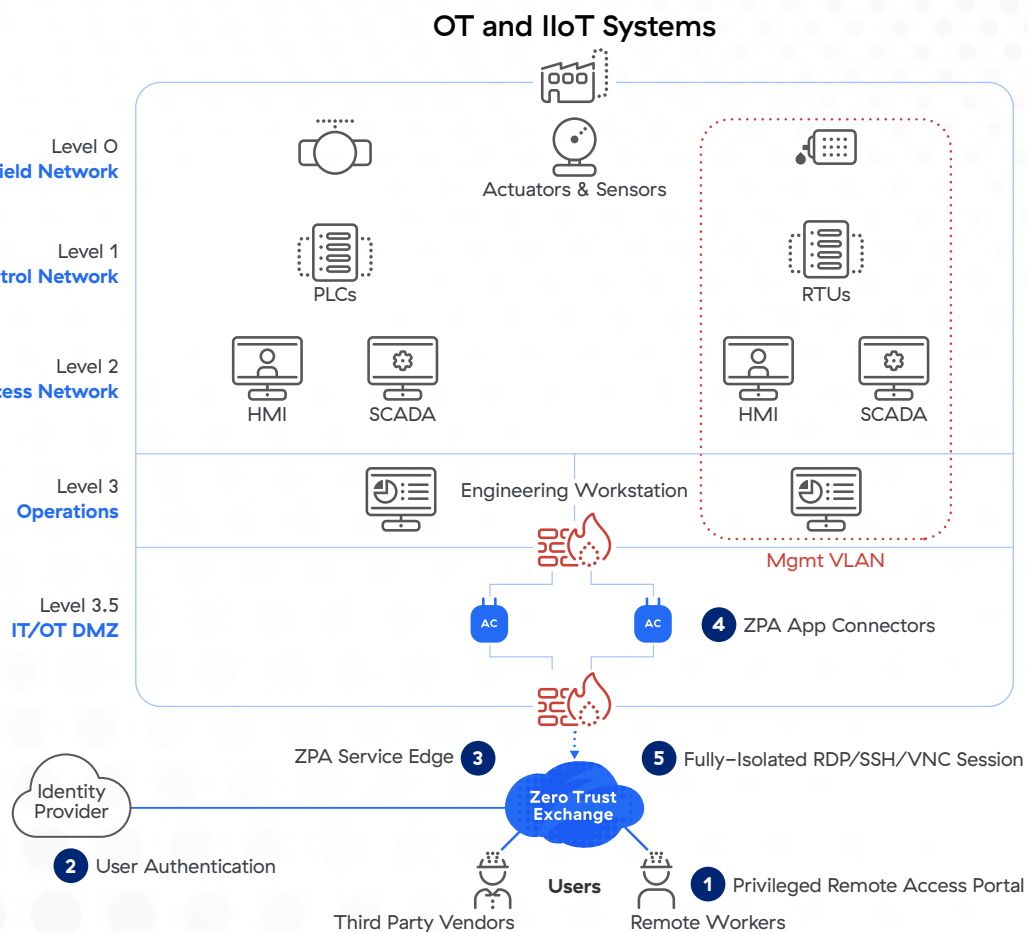 OT and IIoT Systems
Level 0
ield Network
Actuators & Sensors
Level 1
trol Network
PLCs
RTUs
Level 2
cess Network
HMI
SCADA
HMI
SCADA
Level 3
Operations
Engineering Workstation
Mgmt VLAN
Level 3.5
IT/OT DMZ
AC
AC
4 ZPA App Connectors
ZPA Service Edge 3
5 Fully-Isolated RDP/SSH/VNC Session
Identity
Provider
Zero Trust
Exchange
2 User Authentication
Users
1 Privileged Remote Access Portal
Third Party Vendors
Remote Workers